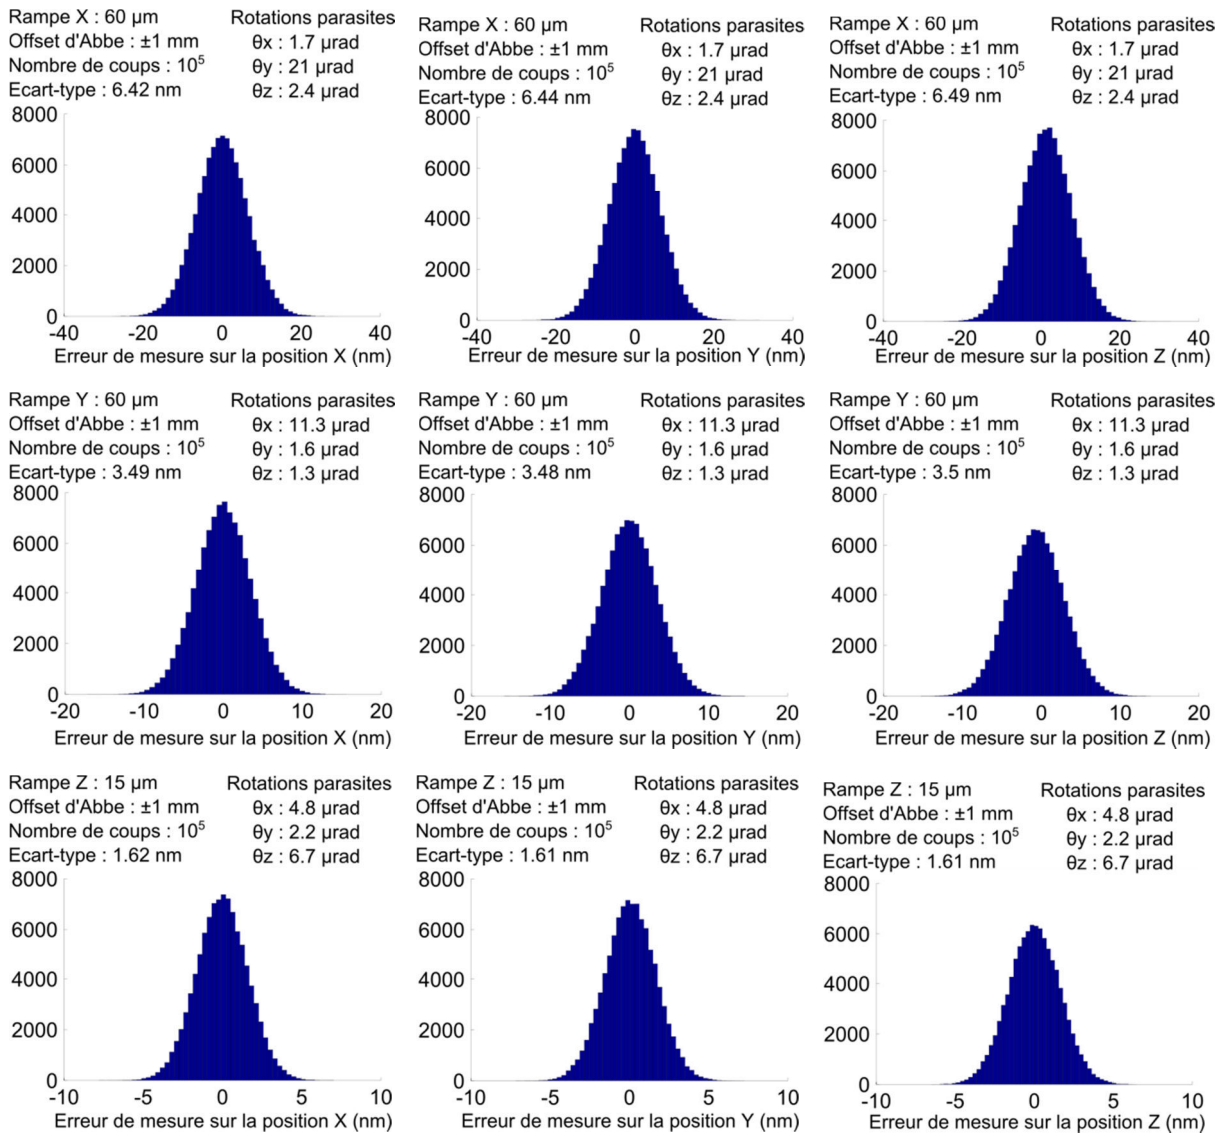 Rampe X : 60 µm
Offset d'Abbe : ±1 mm
Nombre de coups : 10⁵
Ecart-type : 6.42 nm
Rotations parasites
θx : 1.7 µrad
θy : 21 µrad
θz : 2.4 µrad
8000
6000
4000
2000
0
-40 -20 0 20 40
Erreur de mesure sur la position X (nm)
Rampe X : 60 µm
Offset d'Abbe : ±1 mm
Nombre de coups : 10⁵
Ecart-type : 6.44 nm
Rotations parasites
θx : 1.7 µrad
θy : 21 µrad
θz : 2.4 µrad
8000
6000
4000
2000
0
-40 -20 0 20 40
Erreur de mesure sur la position Y (nm)
Rampe X : 60 µm
Offset d'Abbe : ±1 mm
Nombre de coups : 10⁵
Ecart-type : 6.49 nm
Rotations parasites
θx : 1.7 µrad
θy : 21 µrad
θz : 2.4 µrad
8000
6000
4000
2000
0
-40 -20 0 20 40
Erreur de mesure sur la position Z (nm)
Rampe Y : 60 µm
Offset d'Abbe : ±1 mm
Nombre de coups : 10⁵
Ecart-type : 3.49 nm
Rotations parasites
θx : 11.3 µrad
θy : 1.6 µrad
θz : 1.3 µrad
8000
6000
4000
2000
0
-20 -10 0 10 20
Erreur de mesure sur la position X (nm)
Rampe Y : 60 µm
Offset d'Abbe : ±1 mm
Nombre de coups : 10⁵
Ecart-type : 3.48 nm
Rotations parasites
θx : 11.3 µrad
θy : 1.6 µrad
θz : 1.3 µrad
8000
6000
4000
2000
0
-20 -10 0 10 20
Erreur de mesure sur la position Y (nm)
Rampe Y : 60 µm
Offset d'Abbe : ±1 mm
Nombre de coups : 10⁵
Ecart-type : 3.5 nm
Rotations parasites
θx : 11.3 µrad
θy : 1.6 µrad
θz : 1.3 µrad
8000
6000
4000
2000
0
-20 -10 0 10 20
Erreur de mesure sur la position Z (nm)
Rampe Z : 15 µm
Offset d'Abbe : ±1 mm
Nombre de coups : 10⁵
Ecart-type : 1.62 nm
Rotations parasites
θx : 4.8 µrad
θy : 2.2 µrad
θz : 6.7 µrad
8000
6000
4000
2000
0
-10 -5 0 5 10
Erreur de mesure sur la position X (nm)
Rampe Z : 15 µm
Offset d'Abbe : ±1 mm
Nombre de coups : 10⁵
Ecart-type : 1.61 nm
Rotations parasites
θx : 4.8 µrad
θy : 2.2 µrad
θz : 6.7 µrad
8000
6000
4000
2000
0
-10 -5 0 5 10
Erreur de mesure sur la position Y (nm)
Rampe Z : 15 µm
Offset d'Abbe : ±1 mm
Nombre de coups : 10⁵
Ecart-type : 1.61 nm
Rotations parasites
θx : 4.8 µrad
θy : 2.2 µrad
θz : 6.7 µrad
8000
6000
4000
2000
0
-10 -5 0 5 10
Erreur de mesure sur la position Z (nm)